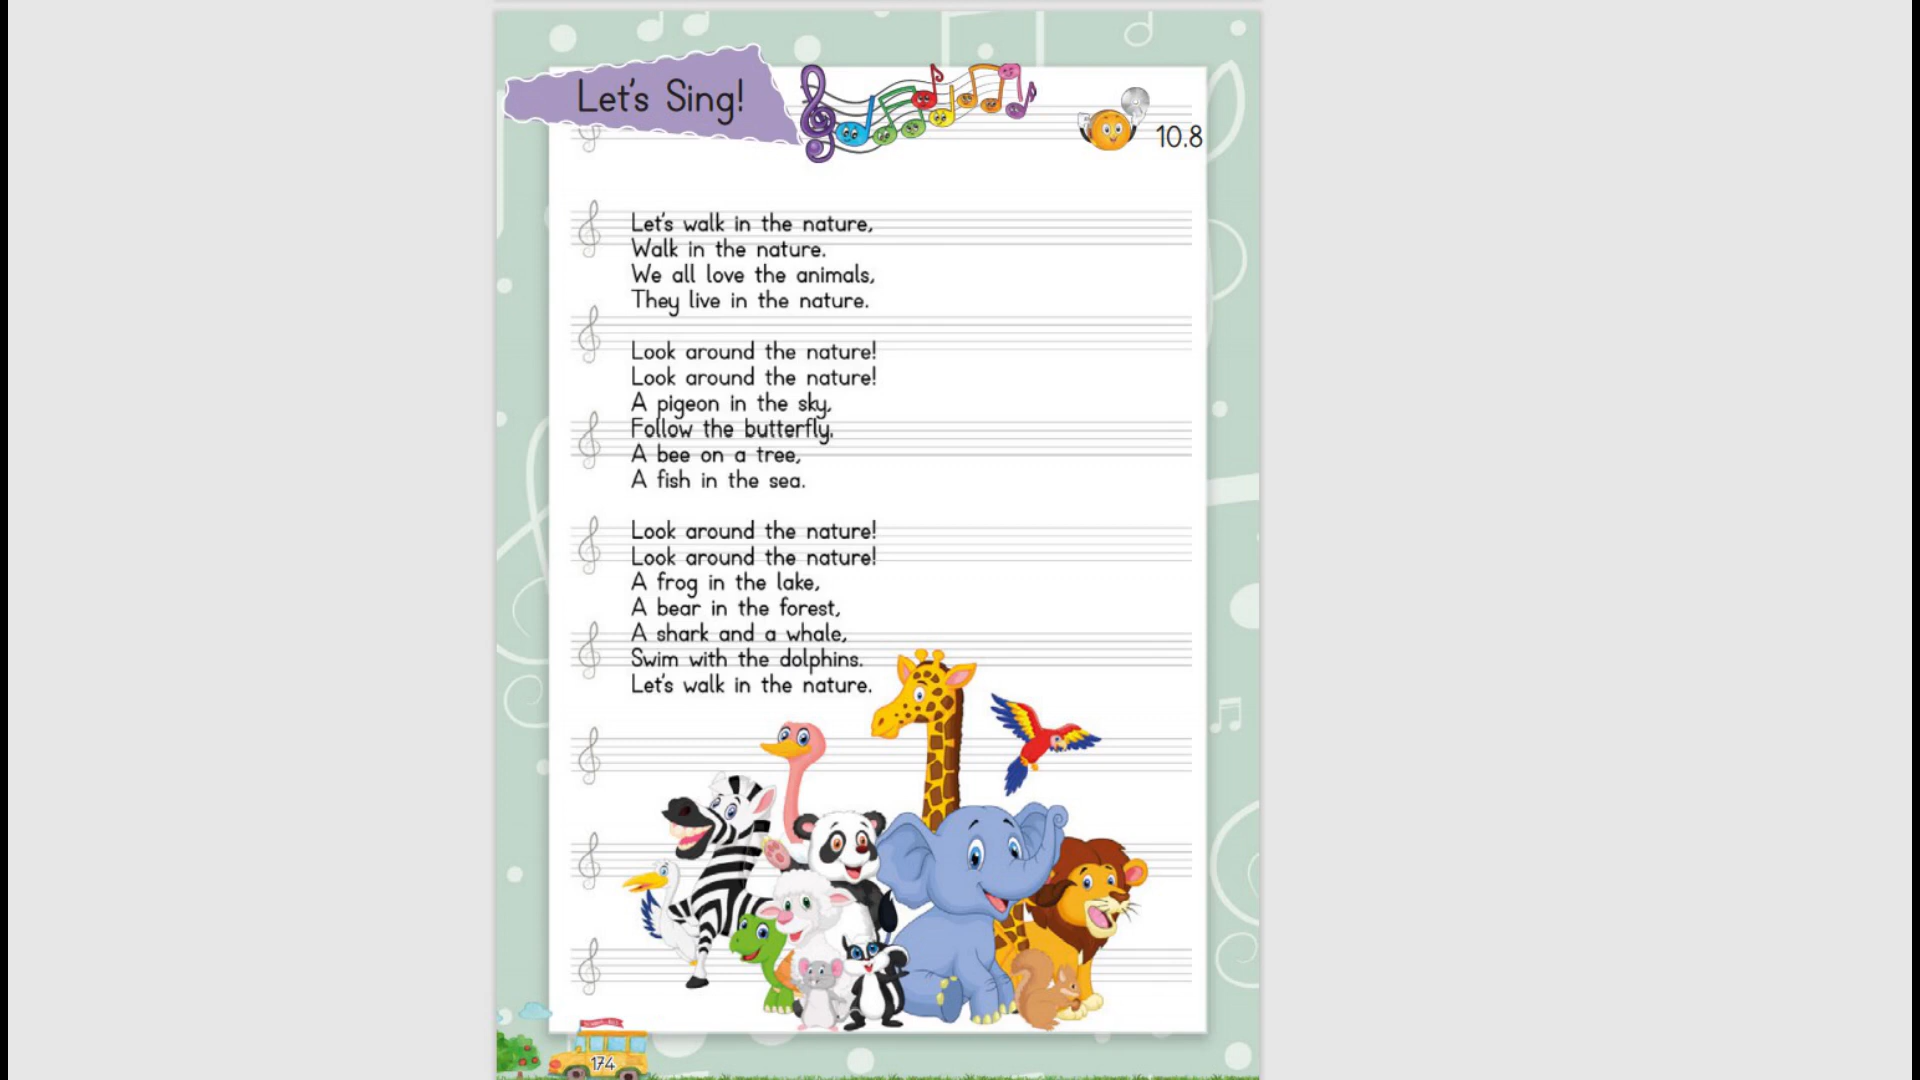 Let's Sing!
10.8
Let's walk in the nature,
Walk in the nature.
We all love the animals,
They live in the nature.
Look around the nature!
Look around the nature!
A pigeon in the sky,
Follow the butterfly.
A bee on a tree,
A fish in the sea.
Look around the nature!
Look around the nature!
A frog in the lake,
A bear in the forest,
A shark and a whale,
Swim with the dolphins.
Let's walk in the nature.
SCHOOL BUS
174